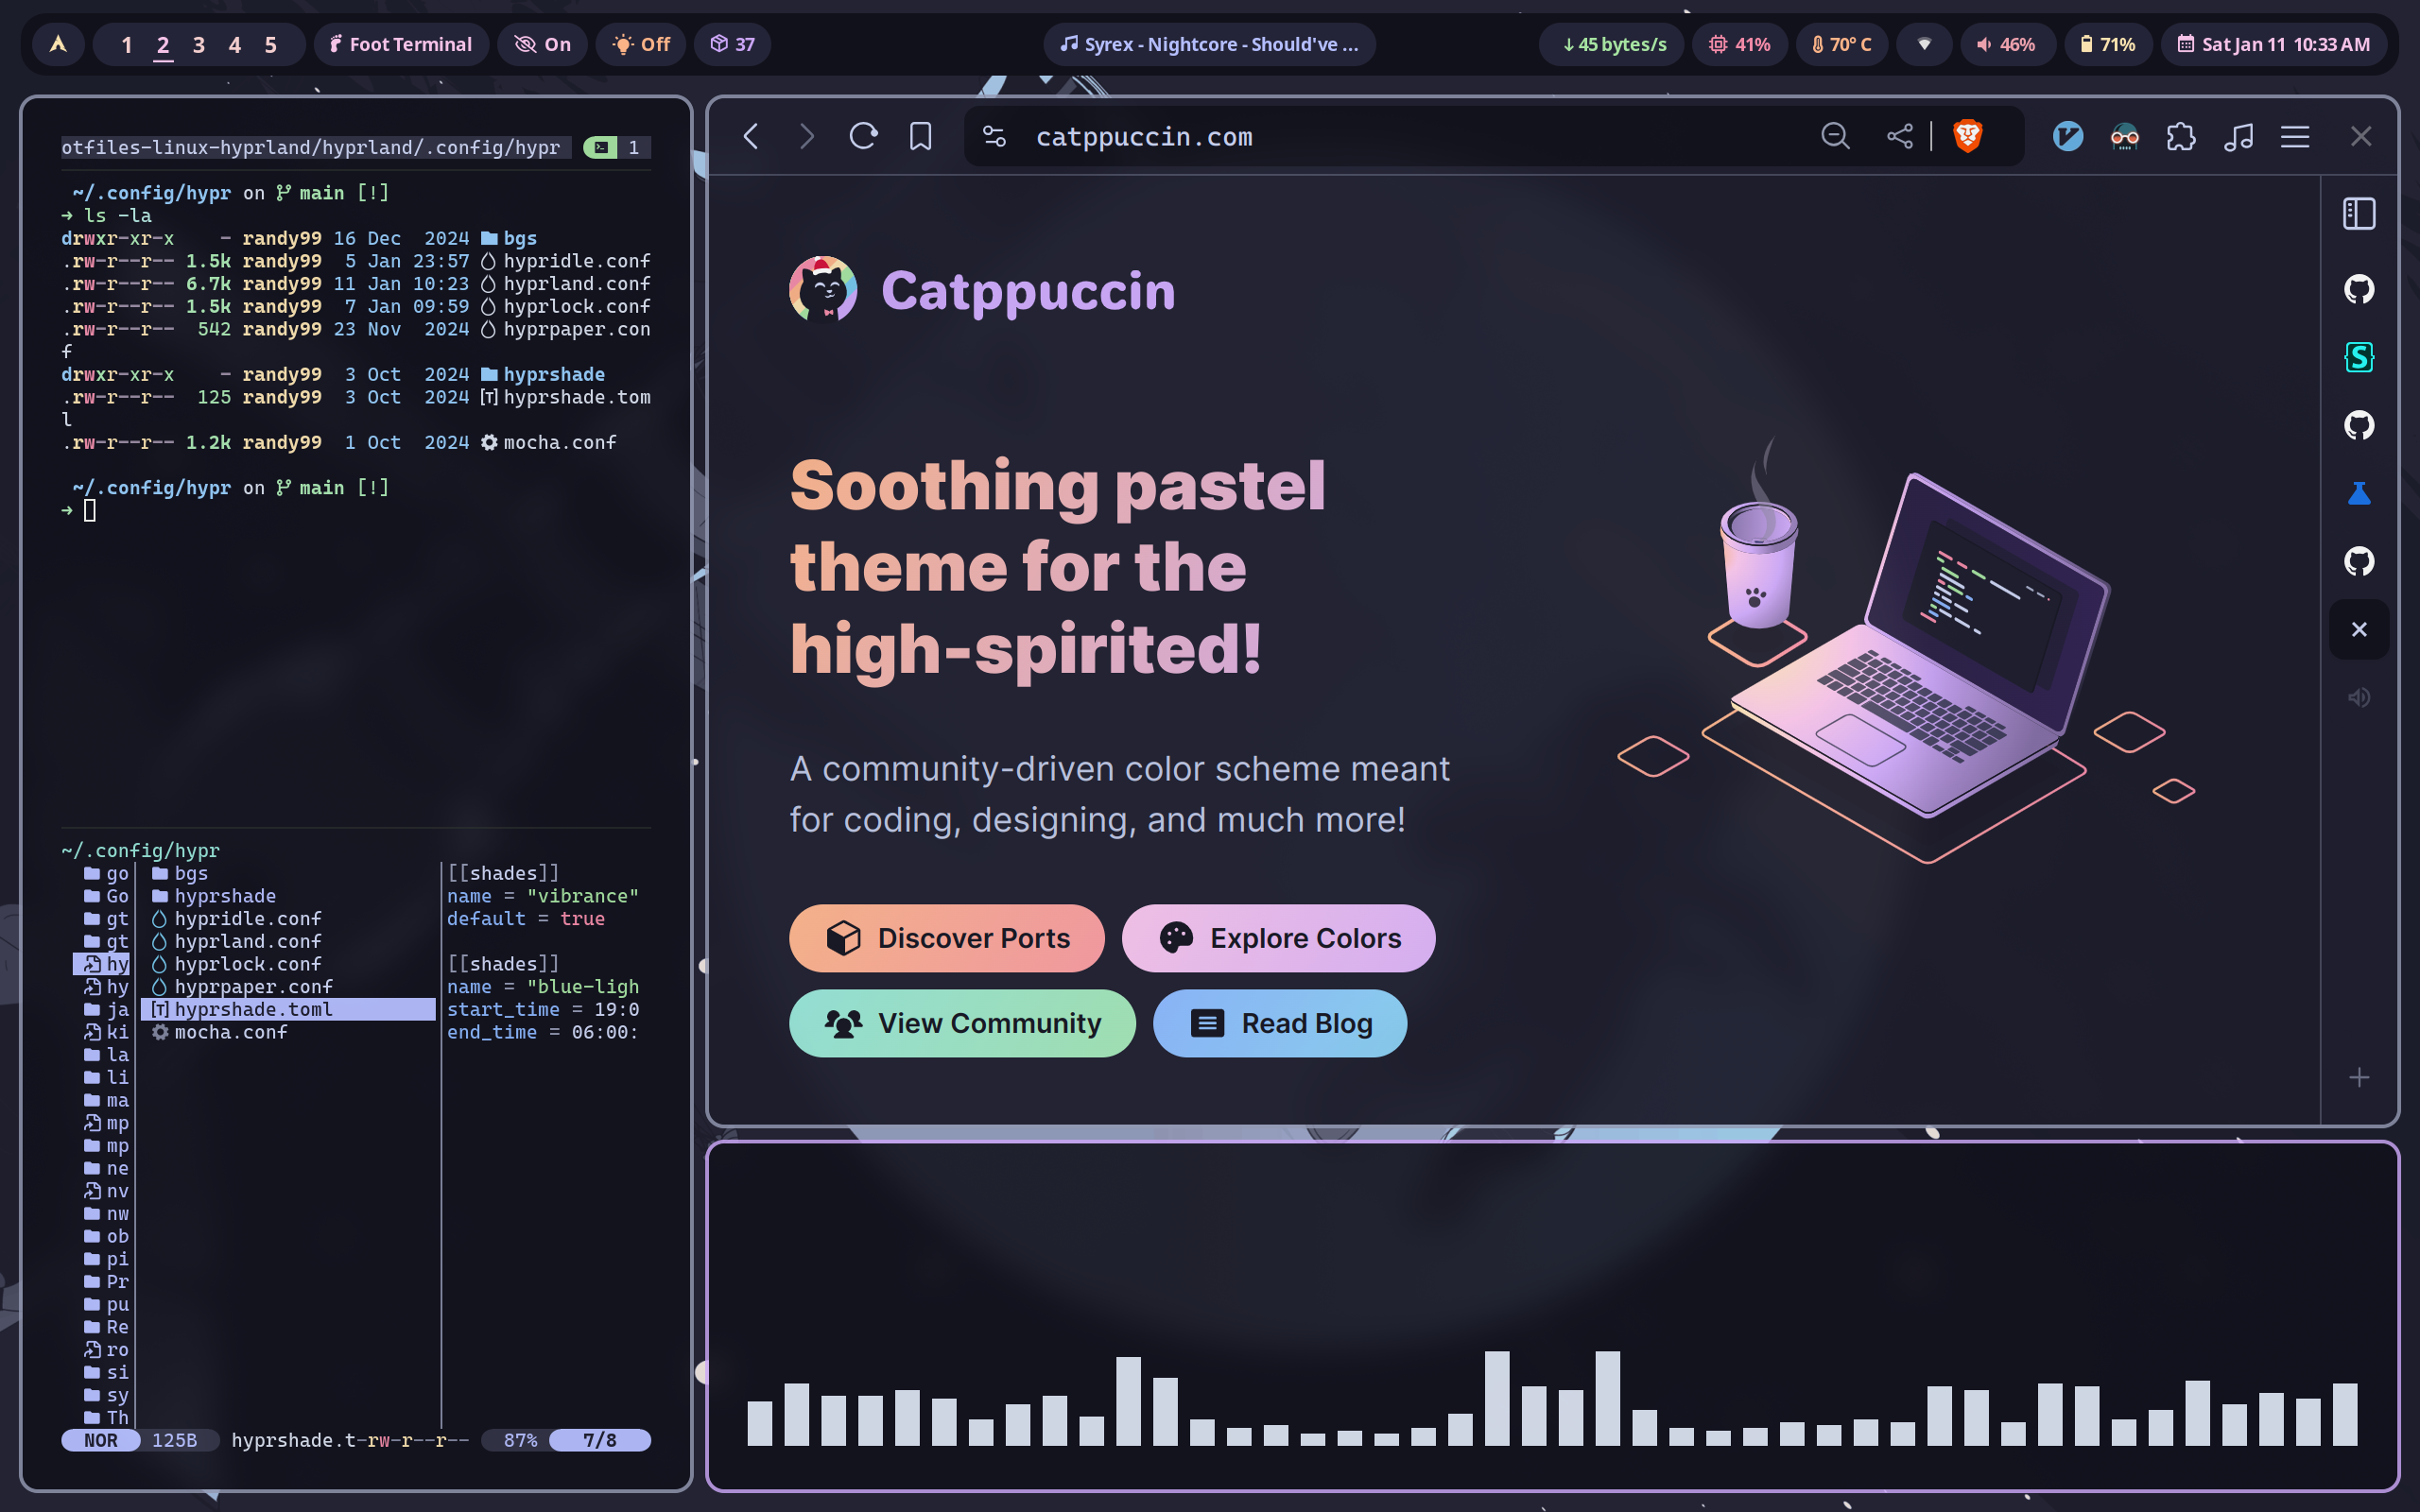 1 2 3 4 5 Foot Terminal On Off 37 Syrex - Nightcore - Should've ... ↓45 bytes/s 41% 70° C 46% 71% Sat Jan 11 10:33 AM
otfiles-linux-hyprland/hyprland/.config/hypr 1
~/.config/hypr on main [!]
→ ls -la
drwxr-xr-x - randy99 16 Dec 2024 bgs
.rw-r--r-- 1.5k randy99 5 Jan 23:57 hypridle.conf
.rw-r--r-- 6.7k randy99 11 Jan 10:23 hyprland.conf
.rw-r--r-- 1.5k randy99 7 Jan 09:59 hyprlock.conf
.rw-r--r-- 542 randy99 23 Nov 2024 hyprpaper.con
f
drwxr-xr-x - randy99 3 Oct 2024 hyprshade
.rw-r--r-- 125 randy99 3 Oct 2024 [T] hyprshade.tom
l
.rw-r--r-- 1.2k randy99 1 Oct 2024 mocha.conf
~/.config/hypr on main [!]
→
~/.config/hypr
go bgs [[shades]]
Go hyprshade name = "vibrance"
gt hypridle.conf default = true
gt hyprland.conf
hy hyprlock.conf [[shades]]
hy hyprpaper.conf name = "blue-ligh
ja [T] hyprshade.toml start_time = 19:0
ki mocha.conf end_time = 06:00:
la
li
ma
mp
mp
ne
nv
nw
ob
pi
Pr
pu
Re
ro
si
sy
Th
NOR 125B hyprshade.t-rw-r--r-- 87% 7/8
catppuccin.com
Catppuccin
Soothing pastel
theme for the
high-spirited!
A community-driven color scheme meant
for coding, designing, and much more!
Discover Ports Explore Colors
View Community Read Blog